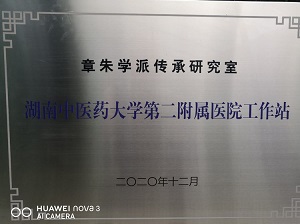 章朱学派传承研究室
湖南中医药大学第二附属医院工作站
二〇二〇年十二月
HUAWEI nova 3
AI CAMERA